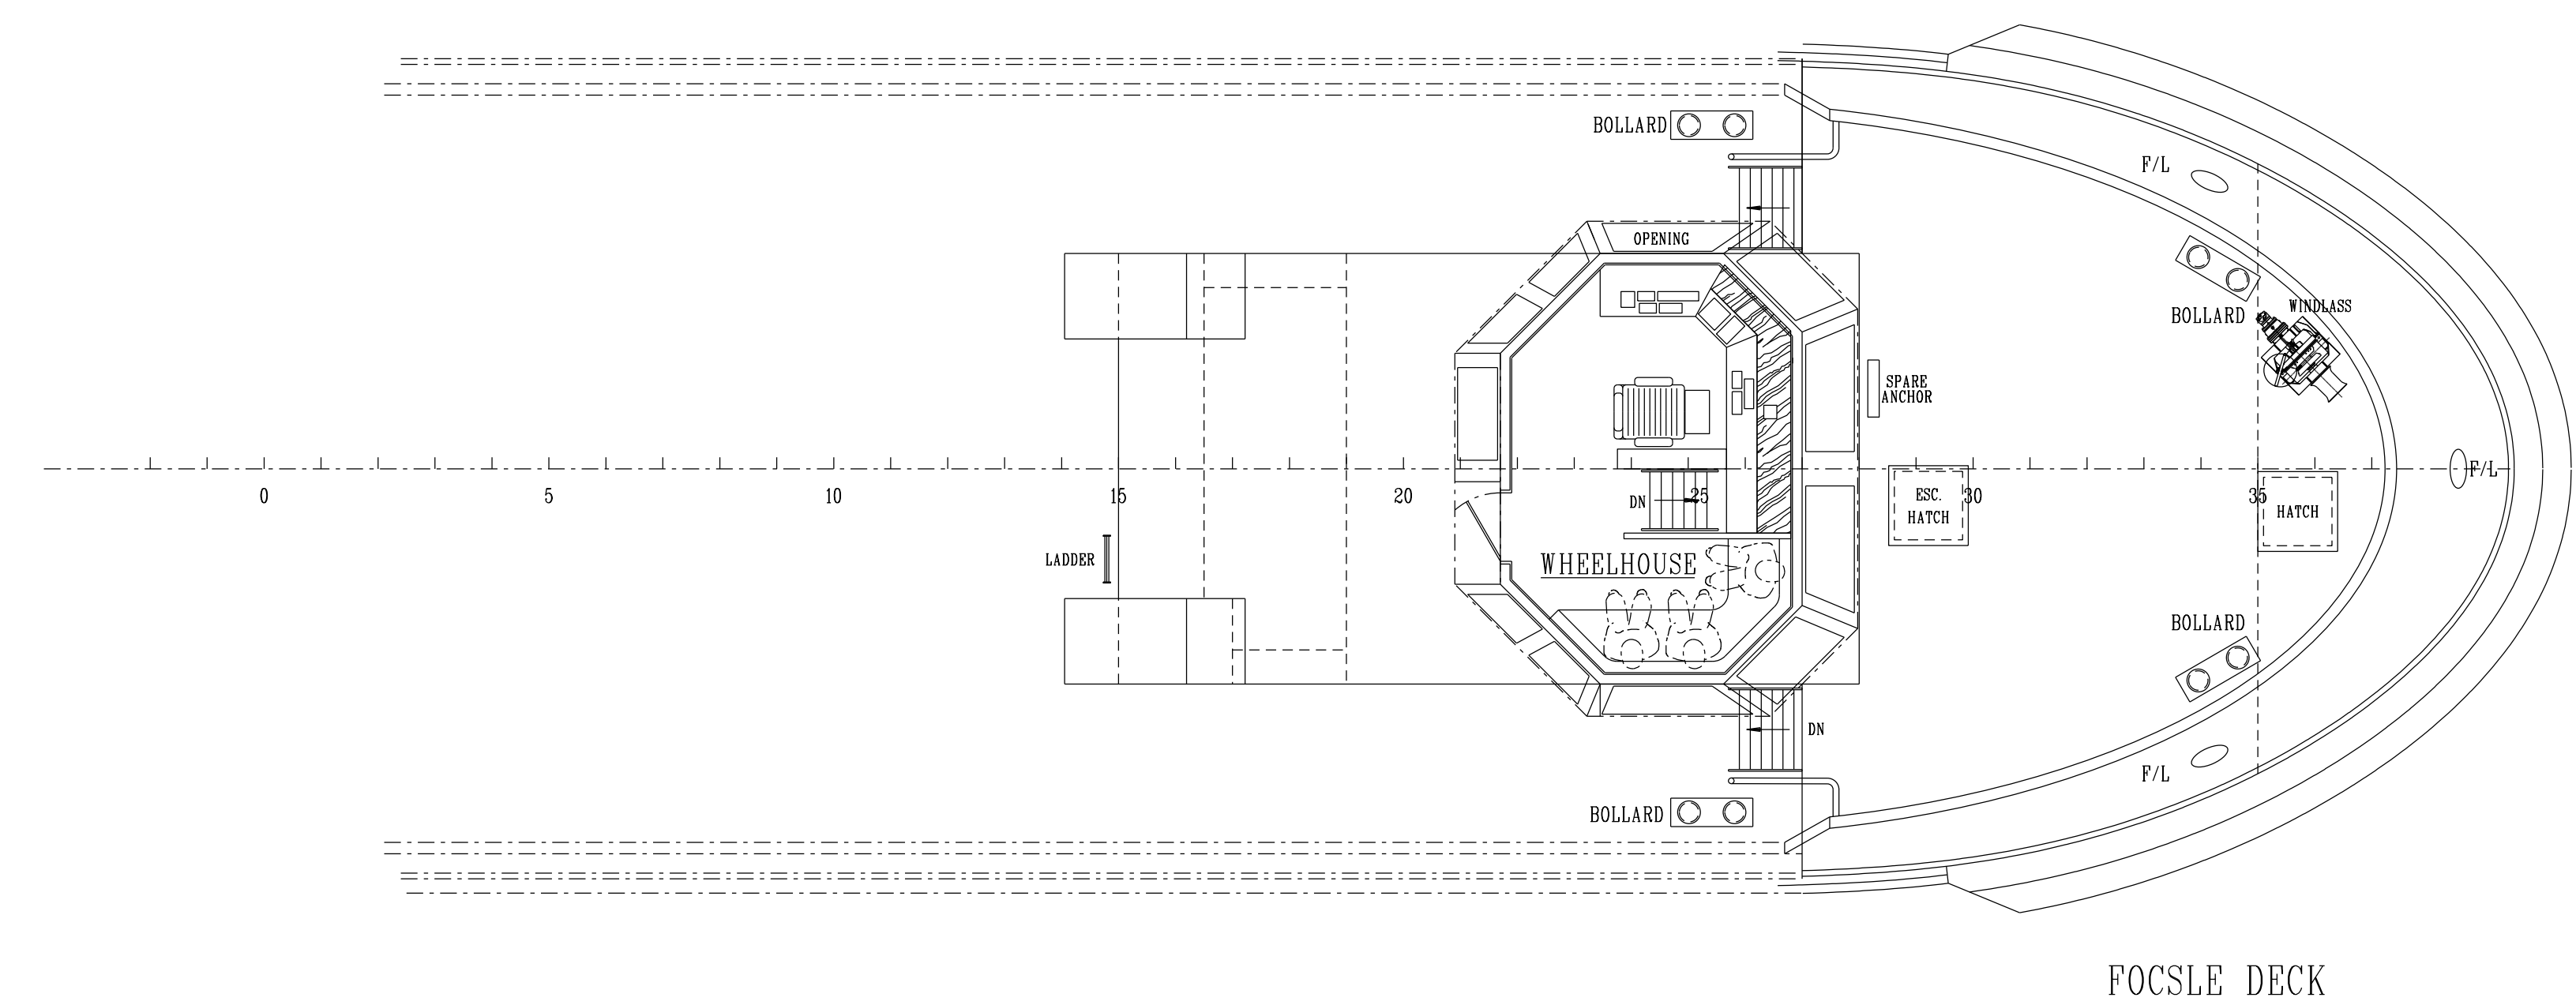 BOLLARD
F/L
OPENING
BOLLARD
WINDLASS
SPARE
ANCHOR
F/L
0 5 10 15 20 25 30 35
DN
ESC.
HATCH
HATCH
LADDER
WHEELHOUSE
BOLLARD
DN
F/L
BOLLARD
FOCSLE DECK